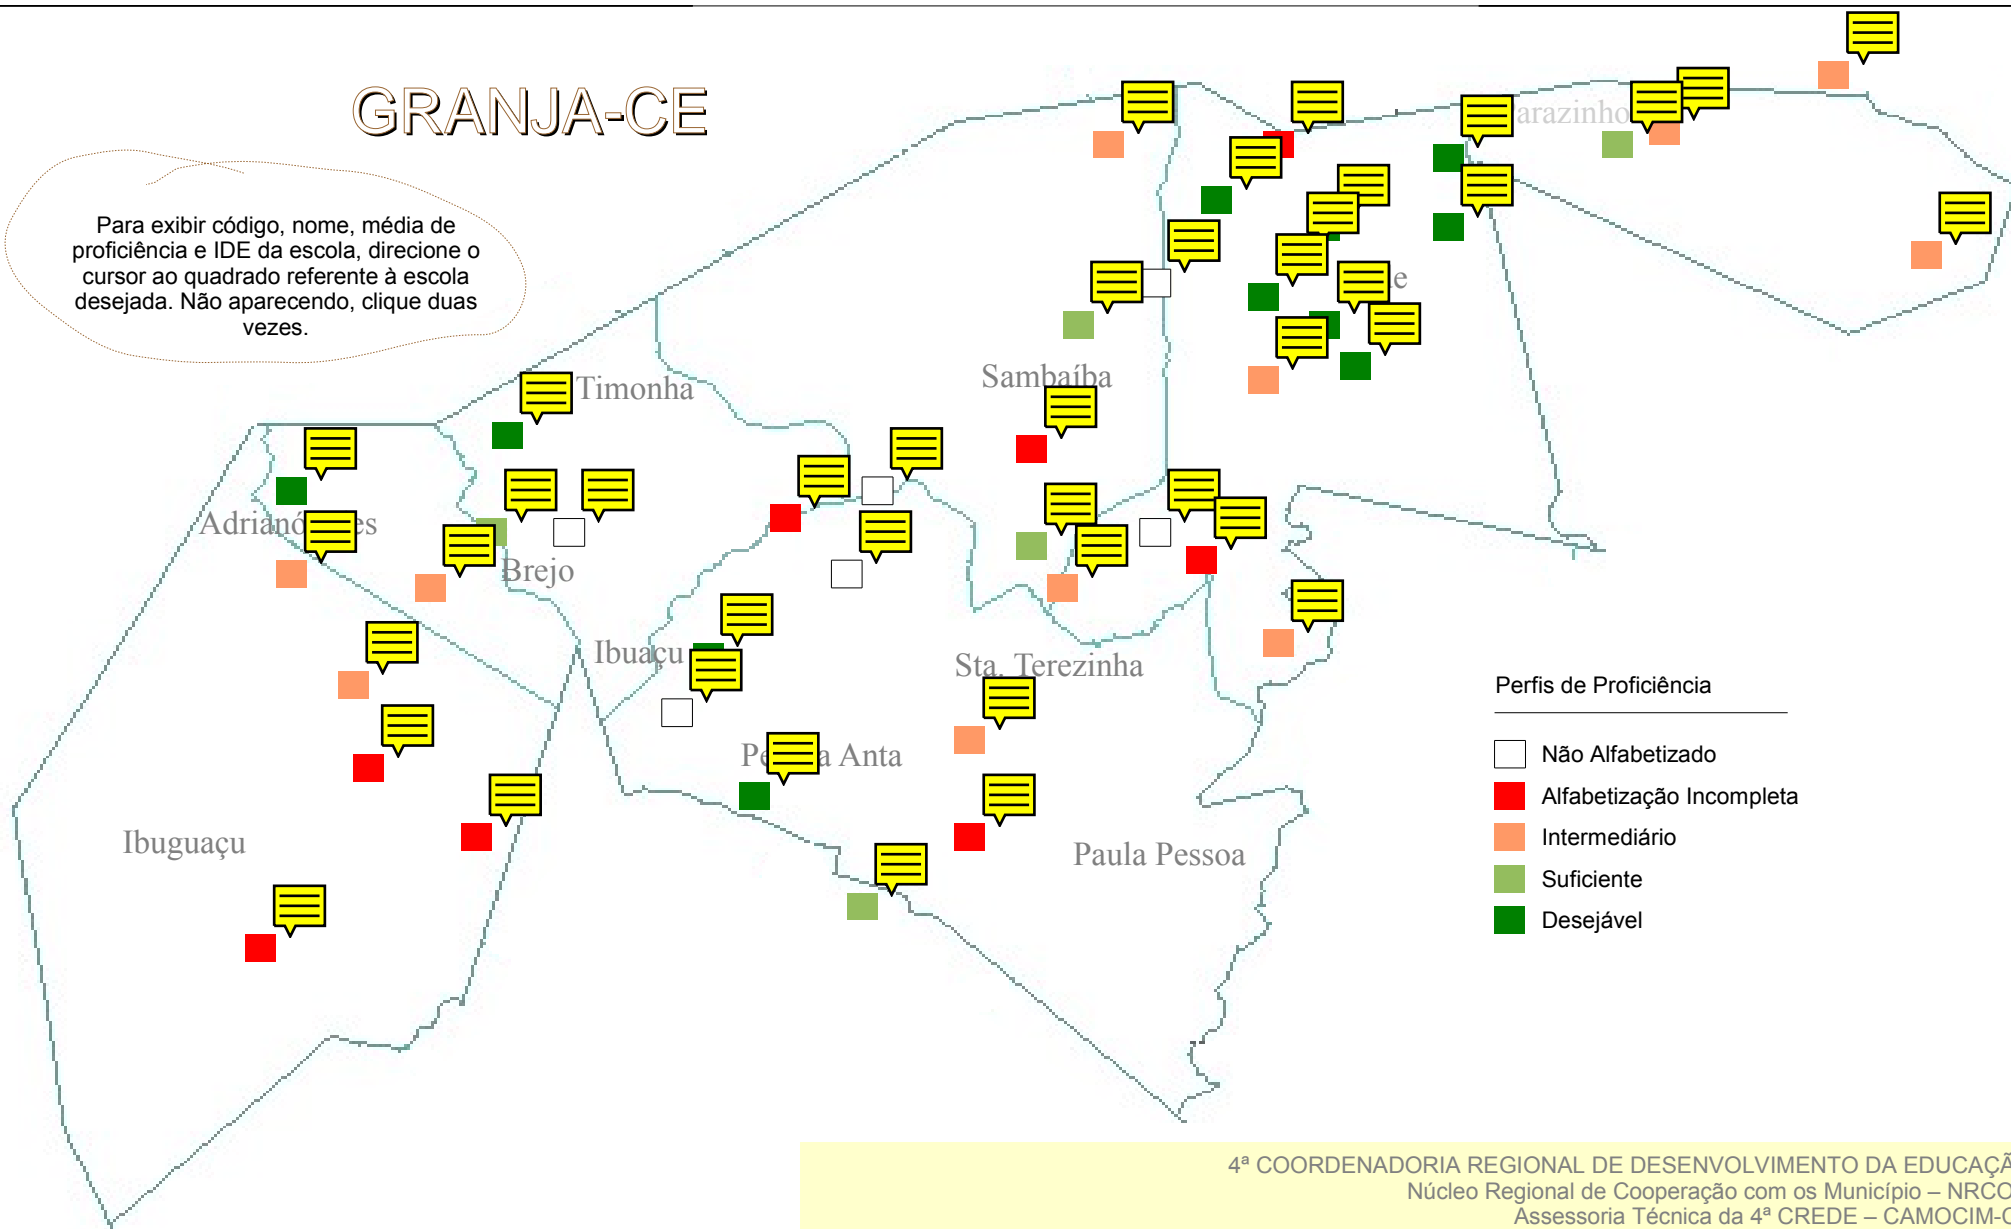 GRANJA-CE
Para exibir código, nome, média de
proficiência e IDE da escola, direcione o
cursor ao quadrado referente à escola
desejada. Não aparecendo, clique duas
vezes.
arazinho
Timonha
Sambaíba
Brejo
Ibuaçu
Sta. Terezinha
Anta
Ibuguaçu
Paula Pessoa
Perfis de Proficiência
Não Alfabetizado
Alfabetização Incompleta
Intermediário
Suficiente
Desejável
4ª COORDENADORIA REGIONAL DE DESENVOLVIMENTO DA EDUCAÇÃ
Núcleo Regional de Cooperação com os Município – NRCO
Assessoria Técnica da 4ª CREDE – CAMOCIM-C